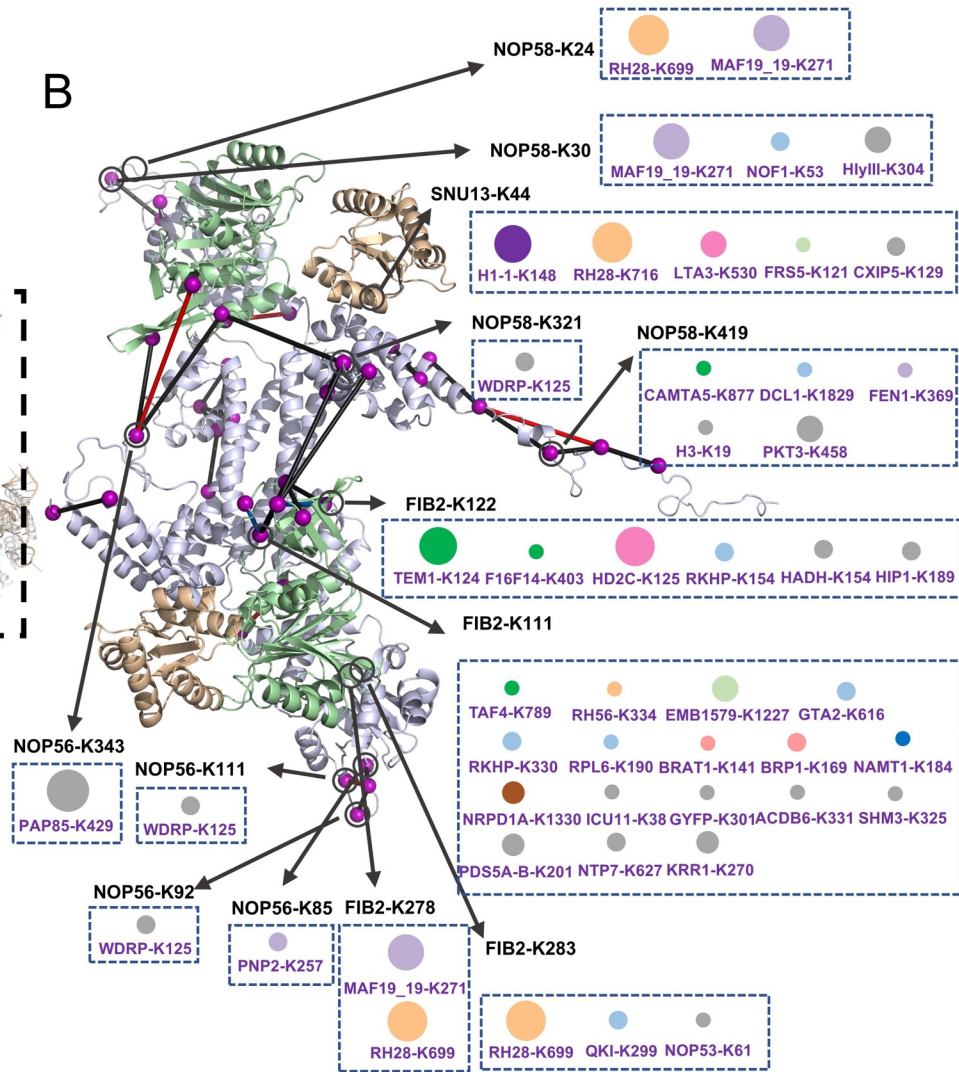 B
NOP58-K24
RH28-K699 MAF19_19-K271
NOP58-K30
MAF19_19-K271 NOF1-K53 HlyIII-K304
SNU13-K44
H1-1-K148 RH28-K716 LTA3-K530 FRS5-K121 CXIP5-K129
NOP58-K321
WDRP-K125
NOP58-K419
CAMTA5-K877 DCL1-K1829 FEN1-K369
H3-K19 PKT3-K458
FIB2-K122
TEM1-K124 F16F14-K403 HD2C-K125 RKHP-K154 HADH-K154 HIP1-K189
FIB2-K111
TAF4-K789 RH56-K334 EMB1579-K1227 GTA2-K616
RKHP-K330 RPL6-K190 BRAT1-K141 BRP1-K169 NAMT1-K184
NRPD1A-K1330 ICU11-K38 GYFP-K301 ACDB6-K331 SHM3-K325
PDS5A-B-K201 NTP7-K627 KRR1-K270
NOP56-K343
PAP85-K429
NOP56-K111
WDRP-K125
NOP56-K92
WDRP-K125
NOP56-K85
PNP2-K257
FIB2-K278
MAF19_19-K271
RH28-K699
FIB2-K283
RH28-K699 QKI-K299 NOP53-K61